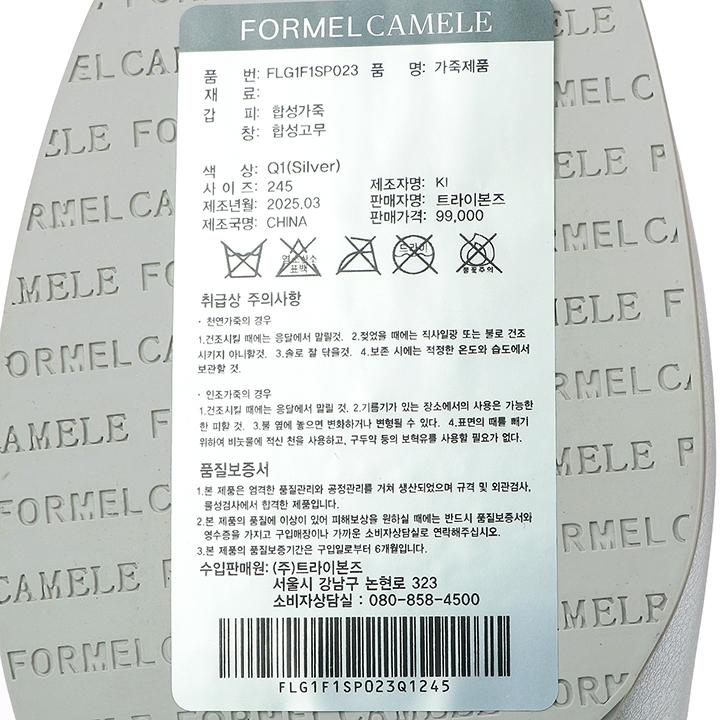 FORMEL CAMELE
품 번: FLG1F1SP023 품 명: 가죽제품
재 료:
갑 피: 합성가죽
창: 합성고무
색 상: Q1(Silver)
사 이 즈: 245 제조자명: KI
제조년월: 2025.03 판매자명: 트라이본즈
제조국명: CHINA 판매가격: 99,000
염소산소 표백
드라이
불꽃주의
취급상 주의사항
· 천연가죽의 경우
1.건조시킬 때에는 응달에서 말릴것. 2.젖었을 때에는 직사일광 또는 불로 건조
시키지 아니할것. 3.솔로 잘 닦을것. 4.보존 시에는 적정한 온도와 습도에서
보관할 것.
· 인조가죽의 경우
1.건조시킬 때에는 응달에서 말릴 것. 2.기름기가 있는 장소에서의 사용은 가능한
한 피할 것. 3.불 옆에 놓으면 변화하거나 변형될 수 있다. 4.표면의 때를 빼기
위하여 비눗물에 적신 천을 사용하고, 구두약 등의 보혁유를 사용할 필요가 없다.
품질보증서
1.본 제품은 엄격한 품질관리와 공정관리를 거쳐 생산되었으며 규격 및 외관검사,
물성검사에서 합격한 제품입니다.
2.본 제품의 품질에 이상이 있어 피해보상을 원하실 때에는 반드시 품질보증서와
영수증을 가지고 구입매장이나 가까운 소비자상담실로 연락해주십시오.
3.본 제품의 품질보증기간은 구입일로부터 6개월입니다.
수입판매원: (주)트라이본즈
서울시 강남구 논현로 323
소비자상담실 : 080-858-4500
FLG1F1SP023Q1245